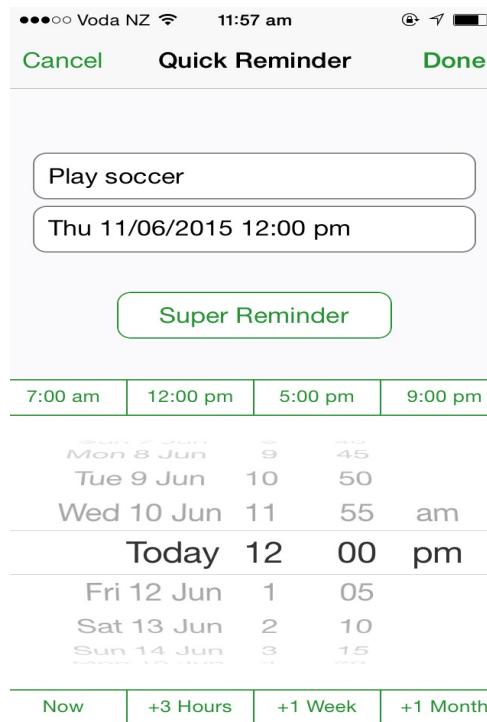 Voda NZ 11:57 am
Cancel Quick Reminder Done
Play soccer
Thu 11/06/2015 12:00 pm
Super Reminder
7:00 am 12:00 pm 5:00 pm 9:00 pm
Sun 7 Jun
Mon 8 Jun 9 45
Tue 9 Jun 10 50
Wed 10 Jun 11 55 am
Today 12 00 pm
Fri 12 Jun 1 05
Sat 13 Jun 2 10
Sun 14 Jun 3 15
Now +3 Hours +1 Week +1 Month